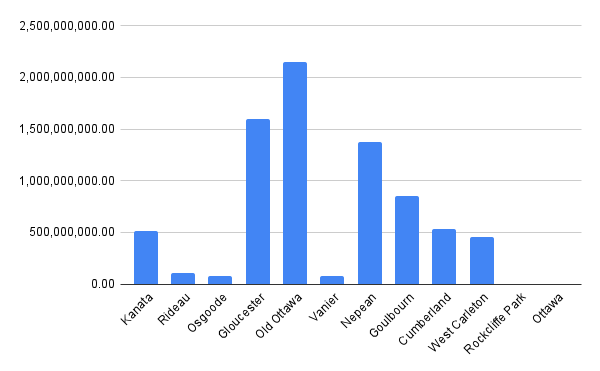 2,500,000,000.00
2,000,000,000.00
1,500,000,000.00
1,000,000,000.00
500,000,000.00
0.00
Kanata
Rideau
Osgoode
Gloucester
Old Ottawa
Vanier
Nepean
Goulbourn
Cumberland
West Carleton
Rockcliffe Park
Ottawa